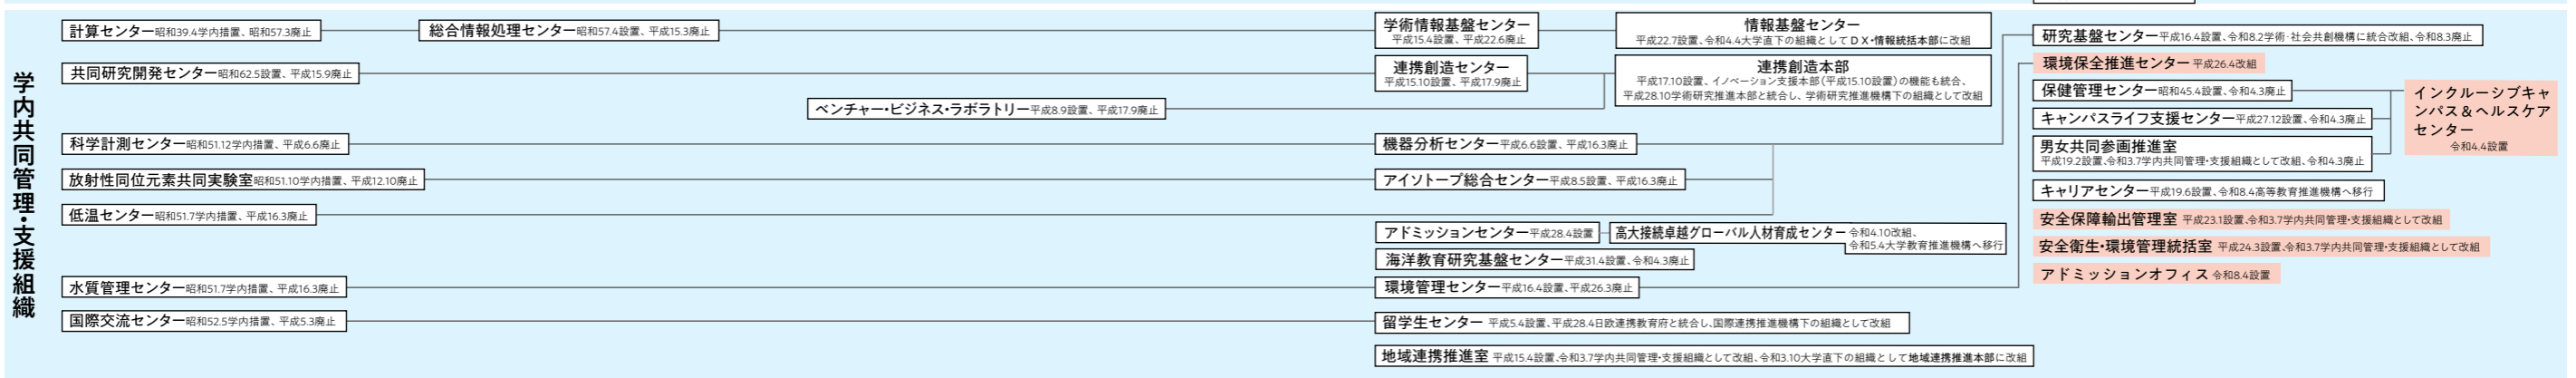 学内共同管理・支援組織
計算センター昭和39.4学内措置、昭和57.3廃止
総合情報処理センター昭和57.4設置、平成15.3廃止
学術情報基盤センター
平成15.4設置、平成22.6廃止
情報基盤センター
平成22.7設置、令和4.4大学直下の組織としてＤＸ・情報統括本部に改組
共同研究開発センター昭和62.5設置、平成15.9廃止
連携創造センター
平成15.10設置、平成17.9廃止
連携創造本部
平成17.10設置、イノベーション支援本部（平成15.10設置）の機能も統合、
平成28.10学術研究推進本部と統合し、学術研究推進機構下の組織として改組
ベンチャー・ビジネス・ラボラトリー平成8.9設置、平成17.9廃止
科学計測センター昭和51.12学内措置、平成6.6廃止
機器分析センター平成6.6設置、平成16.3廃止
放射性同位元素共同実験室昭和51.10学内措置、平成12.10廃止
アイソトープ総合センター平成8.5設置、平成16.3廃止
低温センター昭和51.7学内措置、平成16.3廃止
アドミッションセンター平成28.4設置
高大接続卓越グローバル人材育成センター
令和4.10改組、
令和5.4大学教育推進機構へ移行
海洋教育研究基盤センター平成31.4設置、令和4.3廃止
水質管理センター昭和51.7学内措置、平成16.3廃止
環境管理センター平成16.4設置、平成26.3廃止
国際交流センター昭和52.5学内措置、平成5.3廃止
留学生センター 平成5.4設置、平成28.4日欧連携教育府と統合し、国際連携推進機構下の組織として改組
地域連携推進室 平成15.4設置、令和3.7学内共同管理・支援組織として改組、令和3.10大学直下の組織として地域連携推進本部に改組
研究基盤センター平成16.4設置、令和8.2学術・社会共創機構に統合改組、令和8.3廃止
環境保全推進センター 平成26.4改組
保健管理センター昭和45.4設置、令和4.3廃止
キャンパスライフ支援センター平成27.12設置、令和4.3廃止
男女共同参画推進室
平成19.2設置、令和3.7学内共同管理・支援組織として改組、令和4.3廃止
インクルーシブキャ
ンパス＆ヘルスケア
センター
令和4.4設置
キャリアセンター平成19.6設置、令和8.4高等教育推進機構へ移行
安全保障輸出管理室 平成23.1設置、令和3.7学内共同管理・支援組織として改組
安全衛生・環境管理統括室 平成24.3設置、令和3.7学内共同管理・支援組織として改組
アドミッションオフィス 令和8.4設置